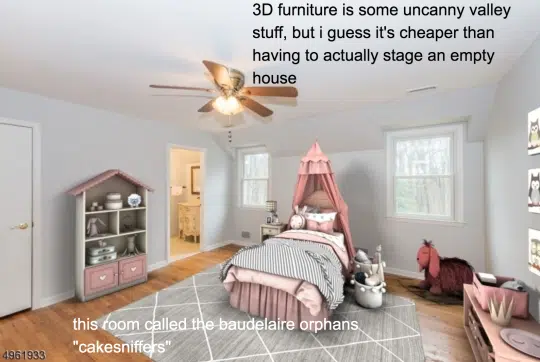 3D furniture is some uncanny valley
stuff, but i guess it's cheaper than
having to actually stage an empty
house
this room called the baudelaire orphans
"cakesniffers"
4961933